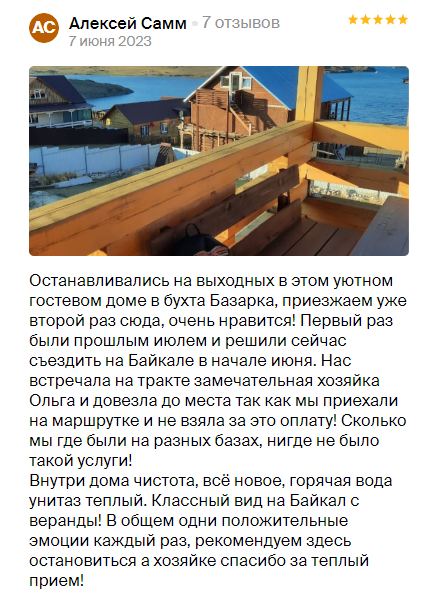 АС
Алексей Самм • 7 отзывов
7 июня 2023
Останавливались на выходных в этом уютном
гостевом доме в бухта Базарка, приезжаем уже
второй раз сюда, очень нравится! Первый раз
были прошлым июлем и решили сейчас
съездить на Байкале в начале июня. Нас
встречала на тракте замечательная хозяйка
Ольга и довезла до места так как мы приехали
на маршрутке и не взяла за это оплату! Сколько
мы где были на разных базах, нигде не было
такой услуги!
Внутри дома чистота, всё новое, горячая вода
унитаз теплый. Классный вид на Байкал с
веранды! В общем одни положительные
эмоции каждый раз, рекомендуем здесь
остановиться а хозяйке спасибо за теплый
прием!